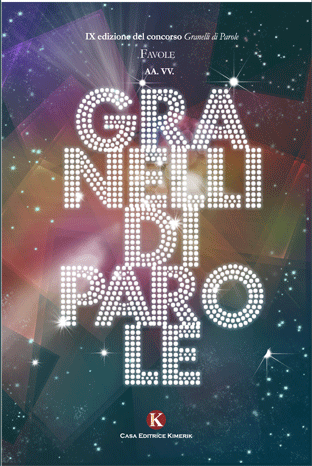 IX edizione del concorso Granelli di Parole
FAVOLE
AA. VV.
GRA
NELLI
DI
PARO
LE
K
CASA EDITRICE KIMERIK